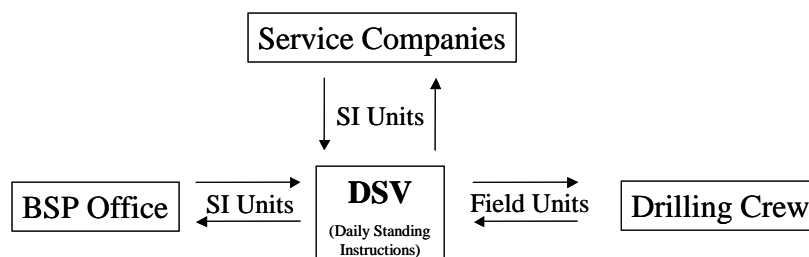 Service Companies
SI Units
BSP Office
SI Units
DSV
(Daily Standing
Instructions)
Field Units
Drilling Crew